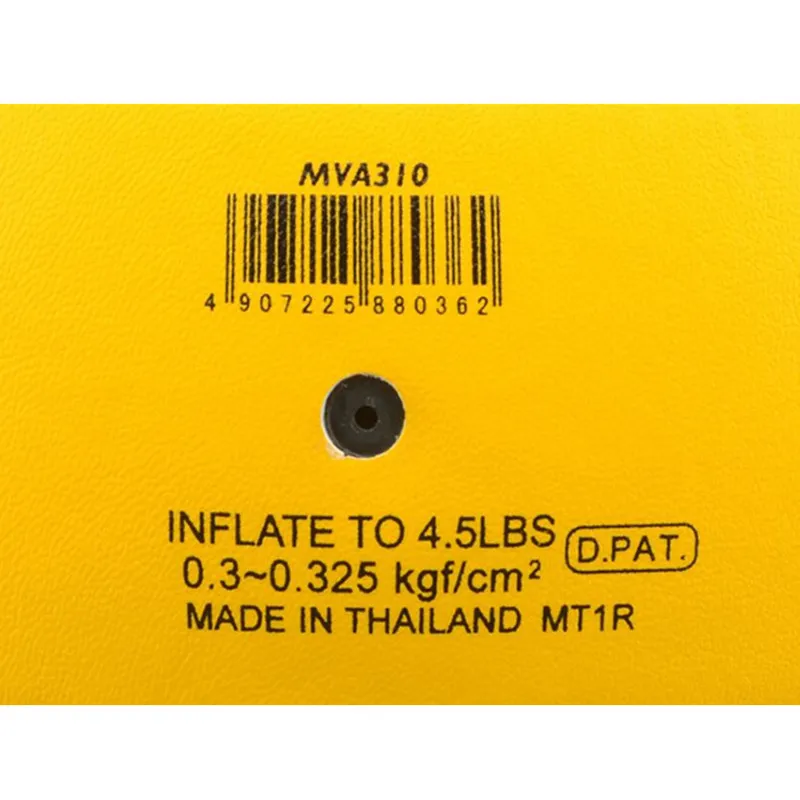 MVA310
4 907225 880362
INFLATE TO 4.5LBS D.PAT.
0.3~0.325 kgf/cm²
MADE IN THAILAND MT1R